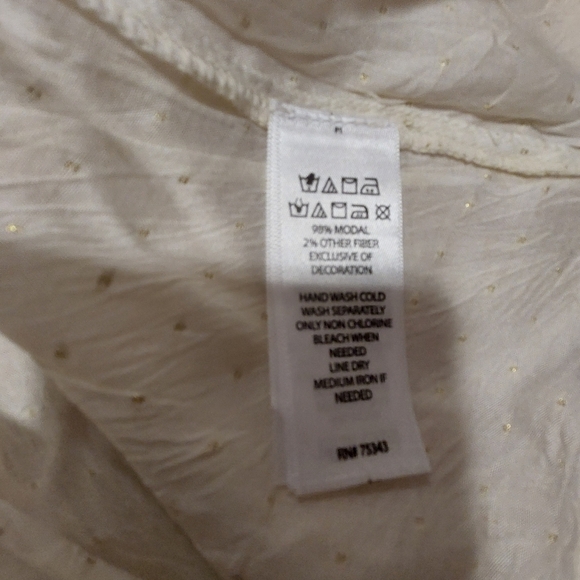 98% MODAL
2% OTHER FIBER
EXCLUSIVE OF
DECORATION
HAND WASH COLD
WASH SEPARATELY
ONLY NON CHLORINE
BLEACH WHEN
NEEDED
LINE DRY
MEDIUM IRON IF
NEEDED
RN# 75343